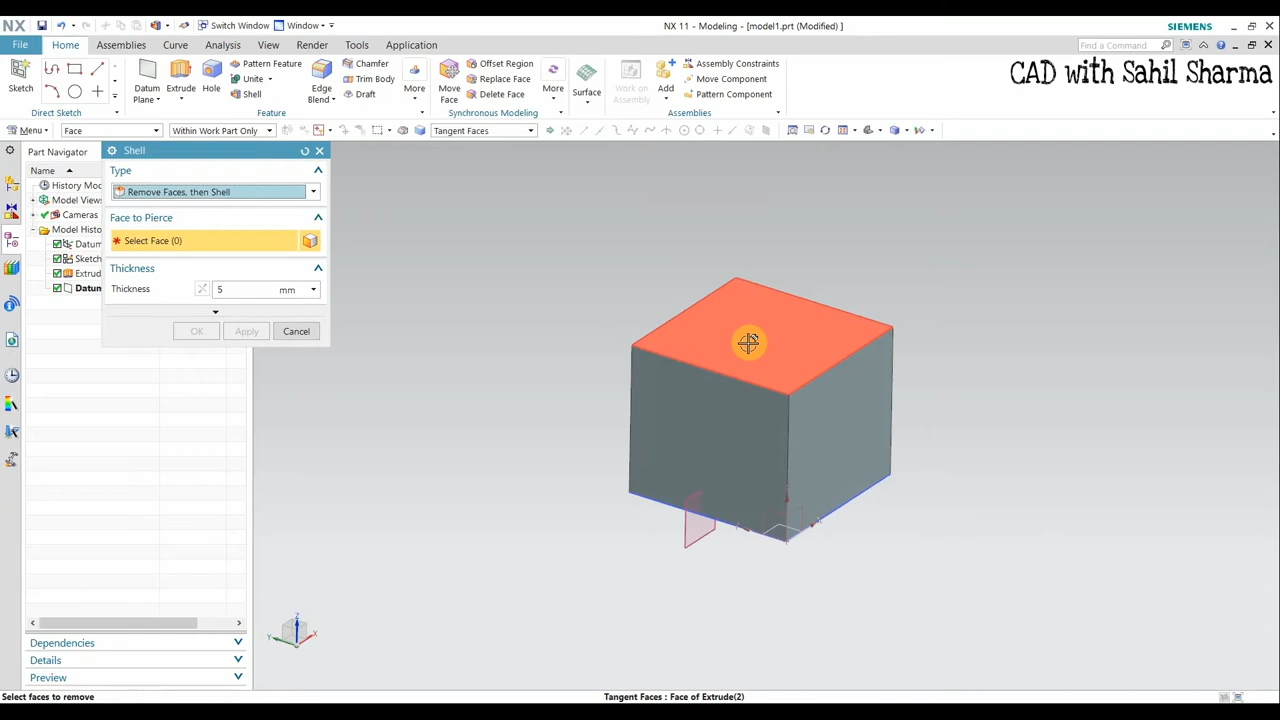 NX
Switch Window
Window
NX 11 - Modeling - [model1.prt (Modified) ]
SIEMENS
File
Home
Assemblies
Curve
Analysis
View
Render
Tools
Application
Find a Command
CAD with Sahil Sharma
Sketch
Direct Sketch
Datum
Plane
Extrude
Hole
Pattern Feature
Unite
Shell
Edge
Blend
Chamfer
Trim Body
Draft
More
Feature
Move
Face
Offset Region
Replace Face
Delete Face
More
Synchronous Modeling
Surface
Work on
Assembly
Add
Assembly Constraints
Move Component
Pattern Component
Assemblies
Menu
Face
Within Work Part Only
Tangent Faces
Part Navigator
Name
History Mod
Model Views
Cameras
Model Histo
Datum
Sketch
Extrud
Datun
Shell
Type
Remove Faces, then Shell
Face to Pierce
Select Face (0)
Thickness
Thickness
5
mm
OK
Apply
Cancel
Z
Y
X
Dependencies
Details
Preview
Select faces to remove
Tangent Faces : Face of Extrude(2)